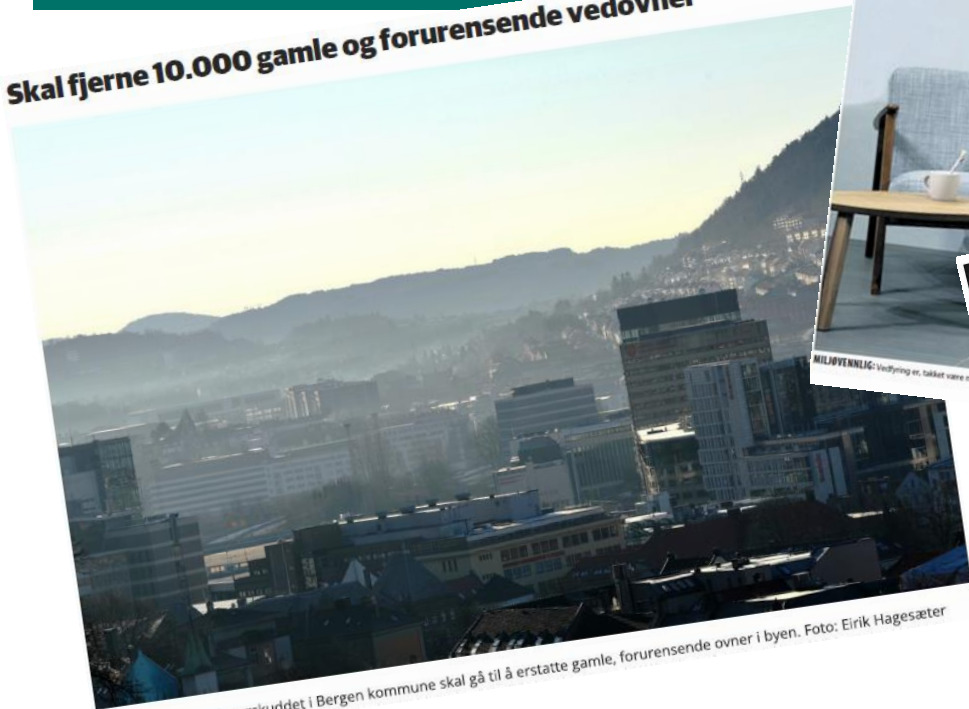 Skal fjerne 10.000 gamle og forurensende vedovner
MILJØVENNLIG: Vedfyring er, takket være
i Bergen kommune skal gå til å erstatte gamle, forurensende ovner i byen. Foto: Eirik Hagesæter